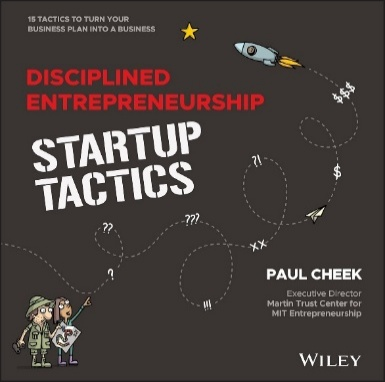 15 TACTICS TO TURN YOUR
BUSINESS PLAN INTO A BUSINESS
DISCIPLINED
ENTREPRENEURSHIP
$$$
STARTUP
TACTICS
?!
$
??
???
XX
?
!!!
PAUL CHEEK
Executive Director
Martin Trust Center for
MIT Entrepreneurship
WILEY